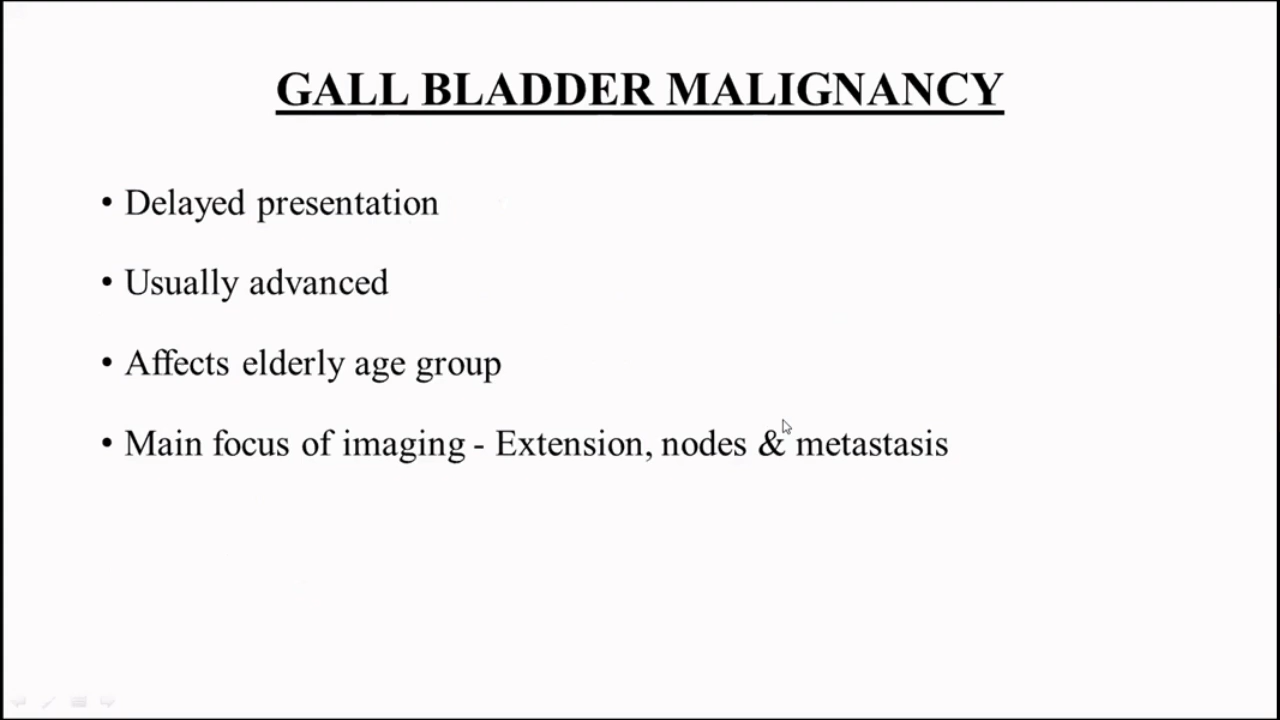 GALL BLADDER MALIGNANCY
• Delayed presentation
• Usually advanced
• Affects elderly age group
• Main focus of imaging - Extension, nodes & metastasis